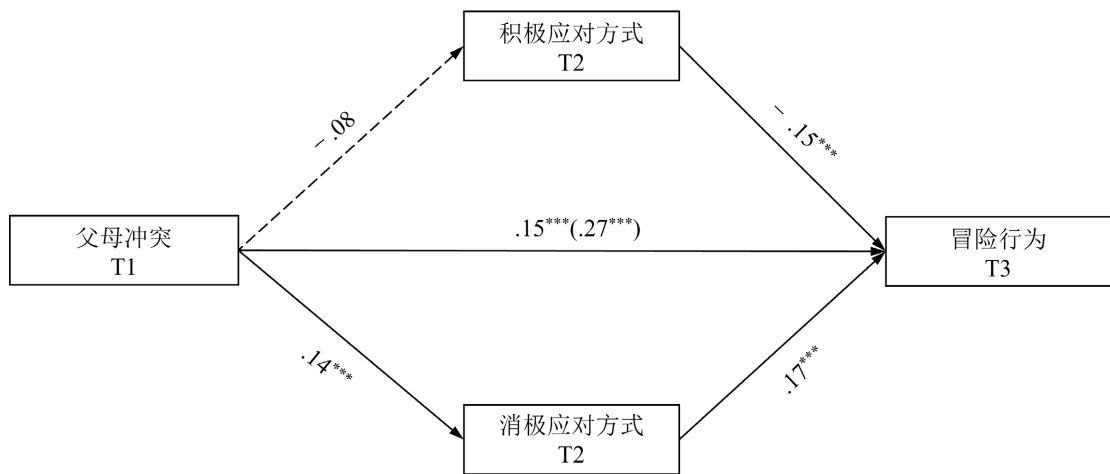 积极应对方式
T2
− .08
− .15***
父母冲突
T1
.15***(.27***)
冒险行为
T3
.14***
.17***
消极应对方式
T2